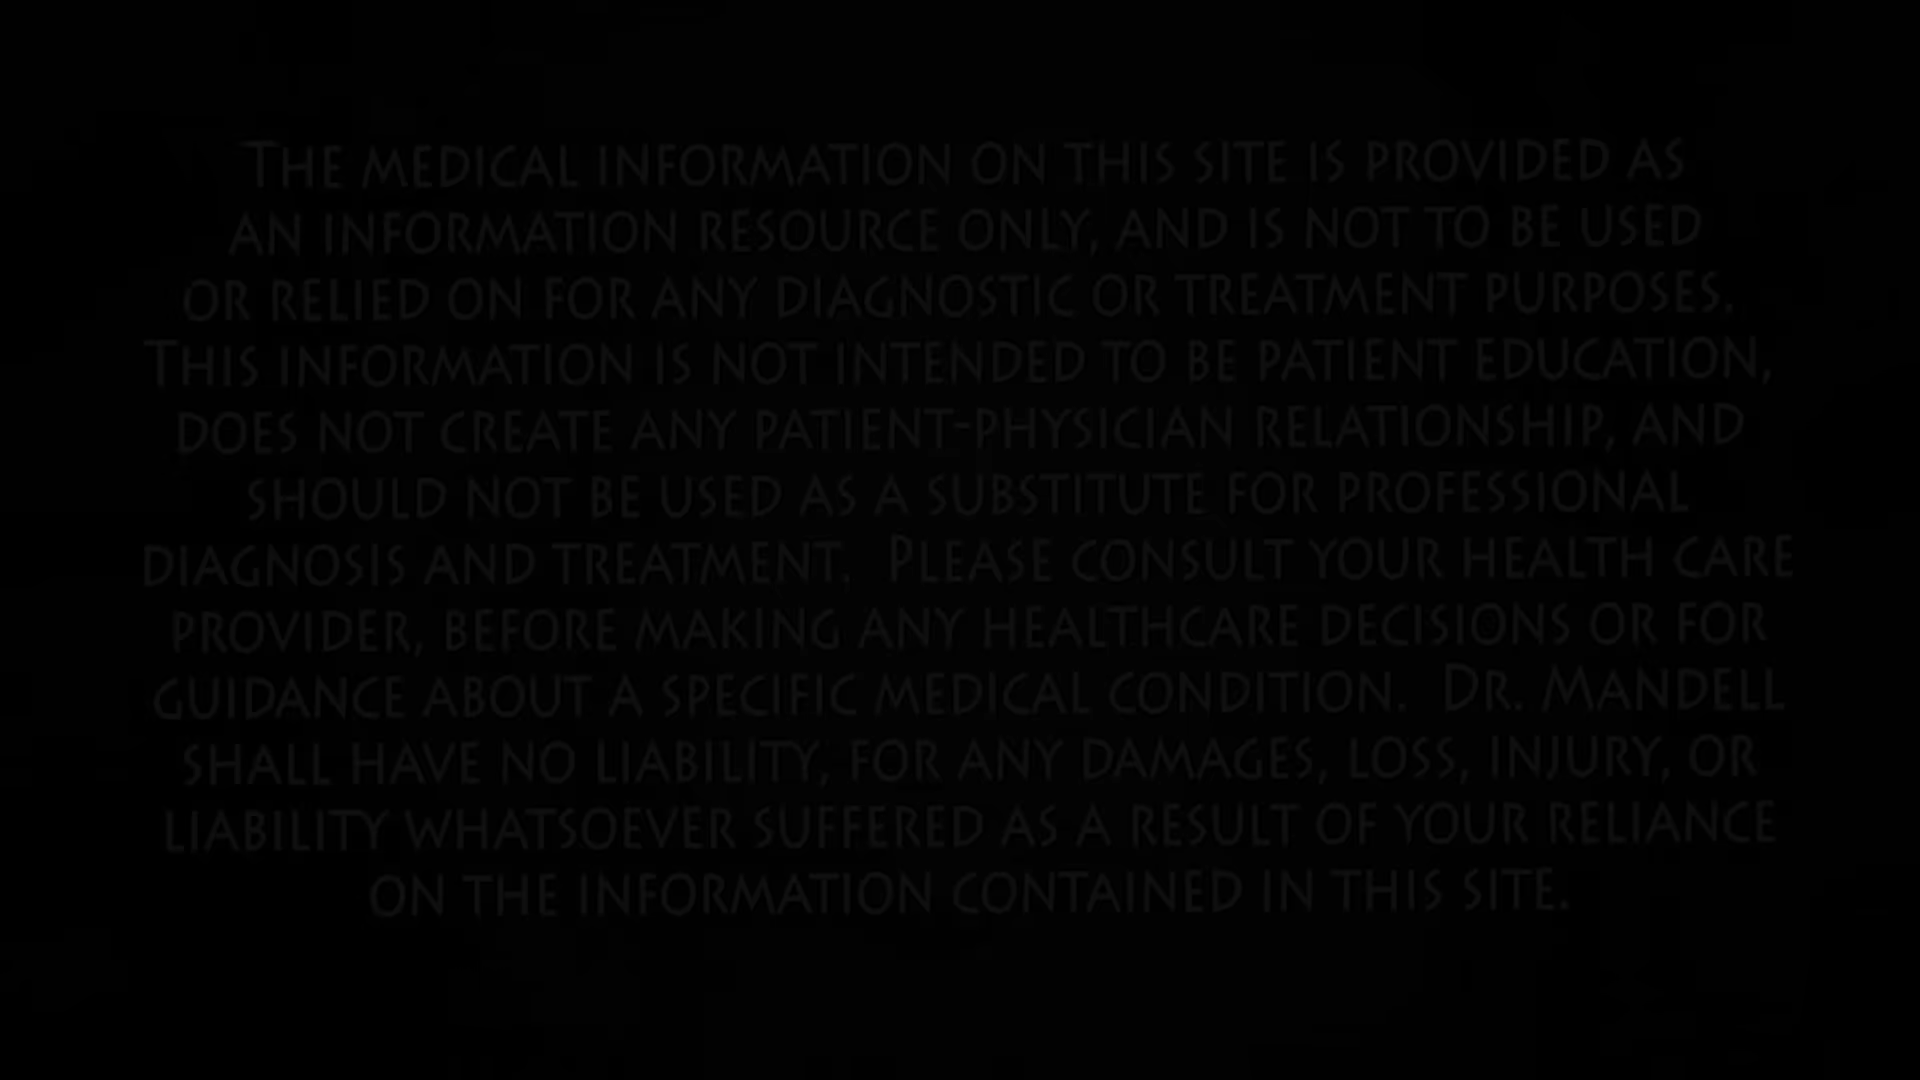 The medical information on this site is provided as
an information resource only, and is not to be used
or relied on for any diagnostic or treatment purposes.
This information is not intended to be patient education,
does not create any patient-physician relationship, and
should not be used as a substitute for professional
diagnosis and treatment.  Please consult your health care
provider, before making any healthcare decisions or for
guidance about a specific medical condition.  Dr. Mandell
shall have no liability, for any damages, loss, injury, or
liability whatsoever suffered as a result of your reliance
on the information contained in this site.